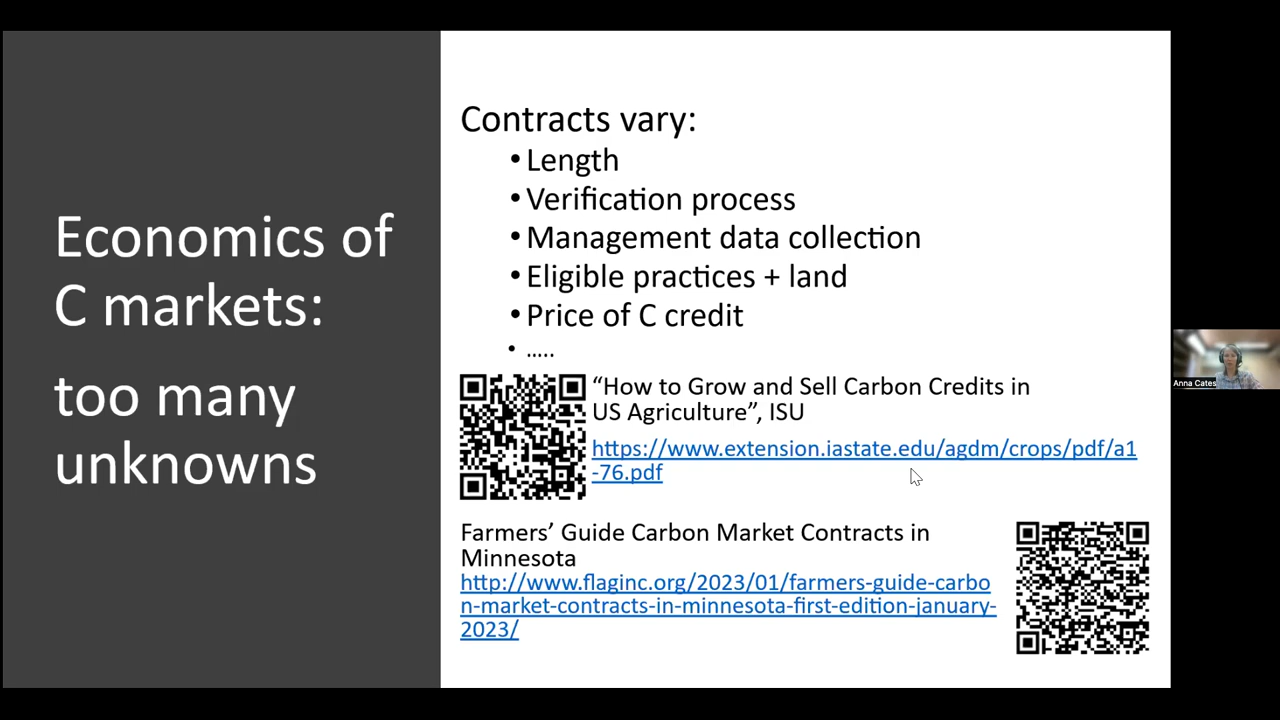 Economics of
C markets:
too many
unknowns
Contracts vary:
• Length
• Verification process
• Management data collection
• Eligible practices + land
• Price of C credit
• .....
“How to Grow and Sell Carbon Credits in
US Agriculture”, ISU
https://www.extension.iastate.edu/agdm/crops/pdf/a1
-76.pdf
Farmers’ Guide Carbon Market Contracts in
Minnesota
http://www.flaginc.org/2023/01/farmers-guide-carbo
n-market-contracts-in-minnesota-first-edition-january-
2023/
Anna Cates